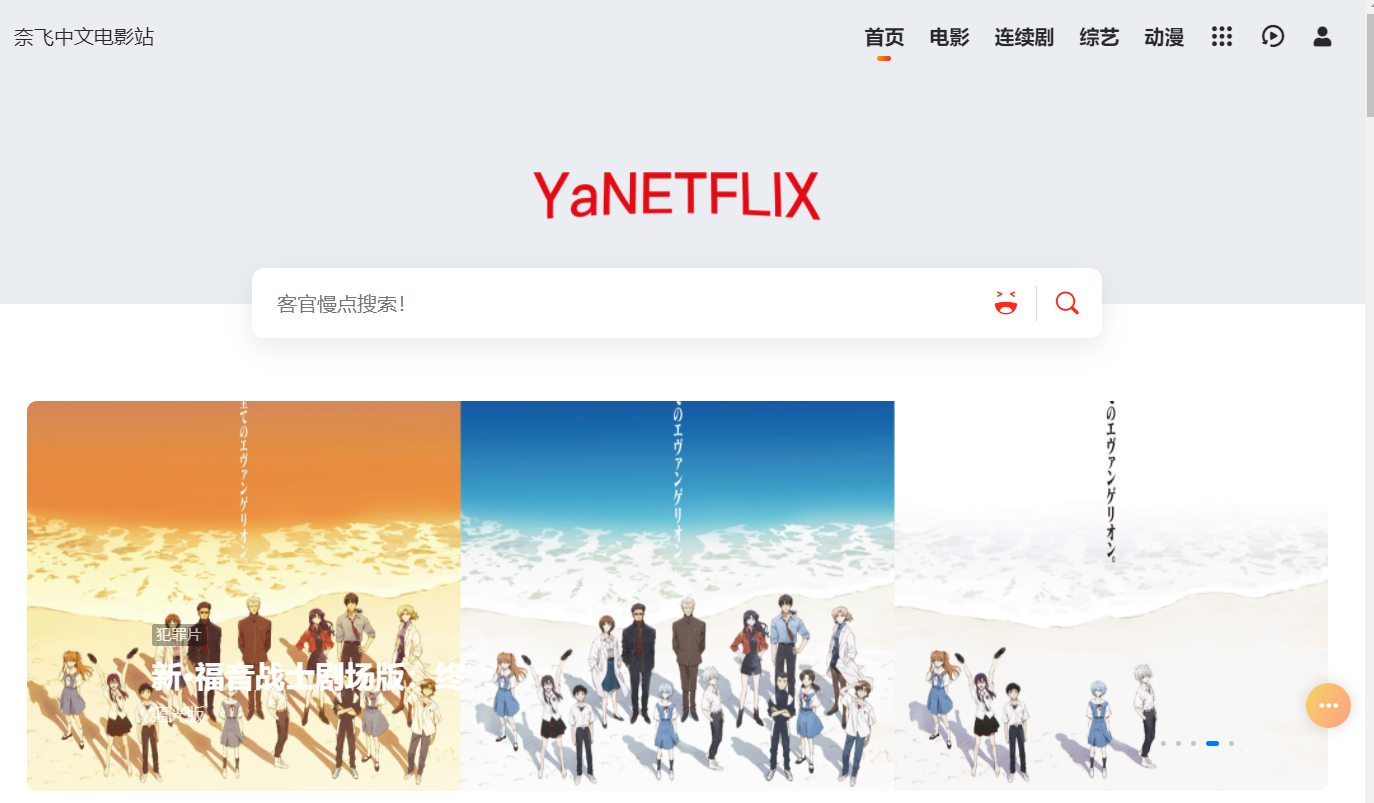 奈飞中文电影站
首页 电影 连续剧 综艺 动漫
YaNETFLIX
客官慢点搜索！
てのエヴァンゲリオン。
のエヴァンゲリオン。
のエヴァンゲリオン。
犯罪片
新·福音战士剧场版：终